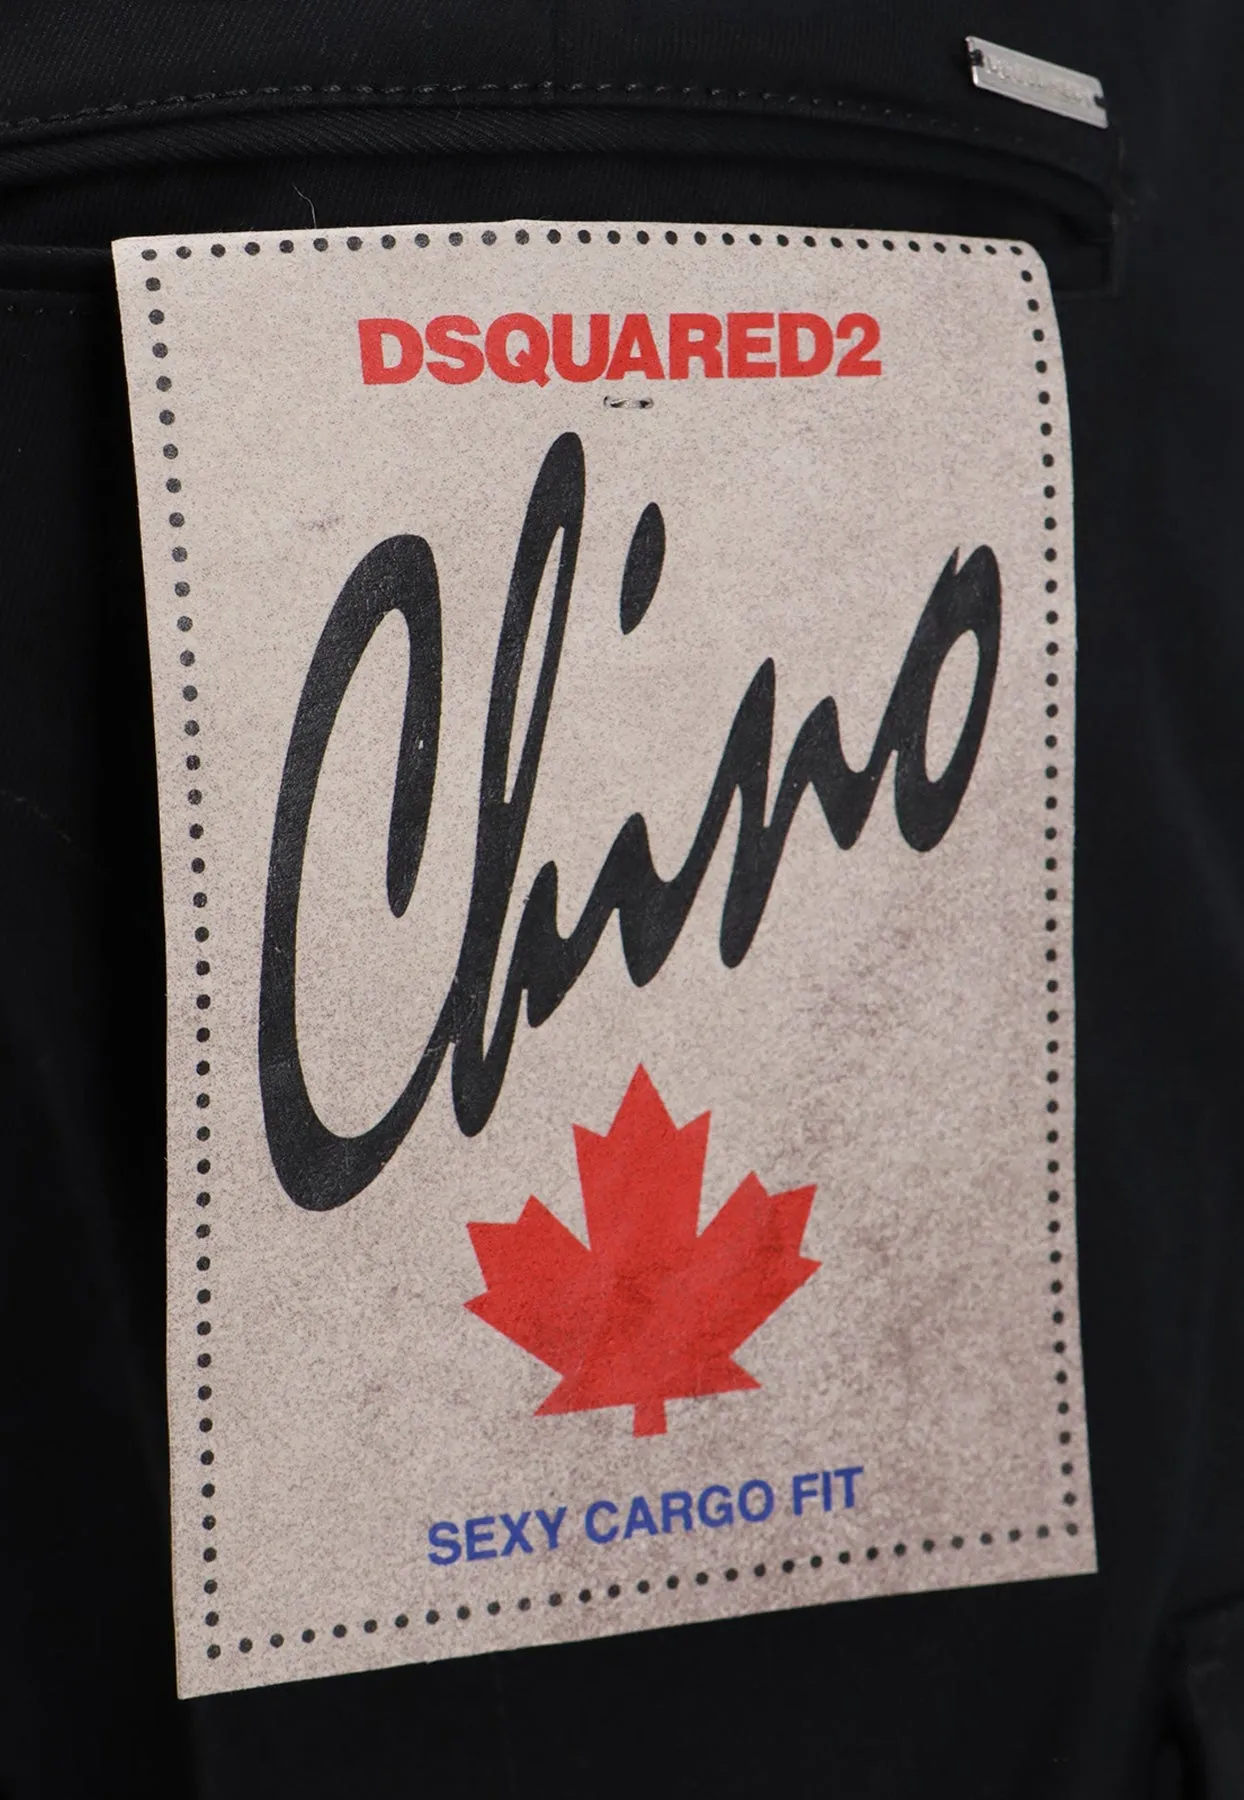 DSQUARED2
Chino
SEXY CARGO FIT